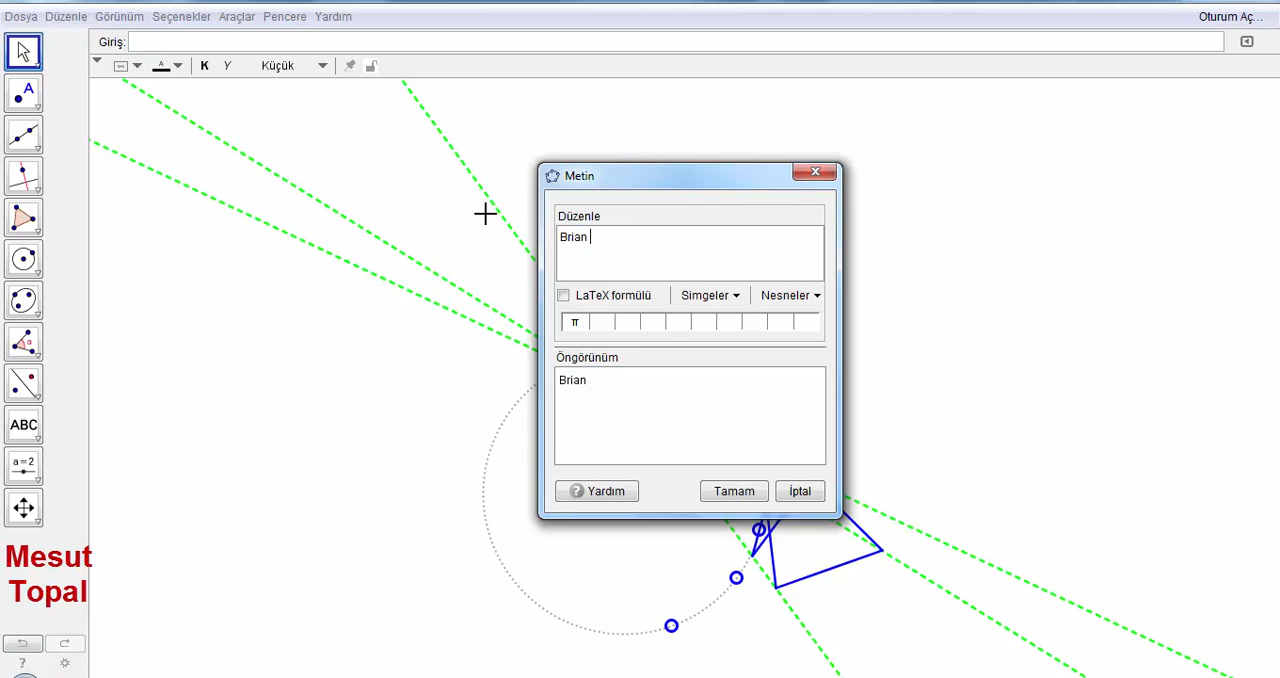 Dosya Düzenle Görünüm Seçenekler Araçlar Pencere Yardım Oturum Aç...
Giriş:
A K Y Küçük
A
Metin
Düzenle
Brian
LaTeX formülü Simgeler Nesneler
π
Öngörünüm
Brian
Yardım Tamam İptal
α
ABC
a=2
Mesut
Topal
?